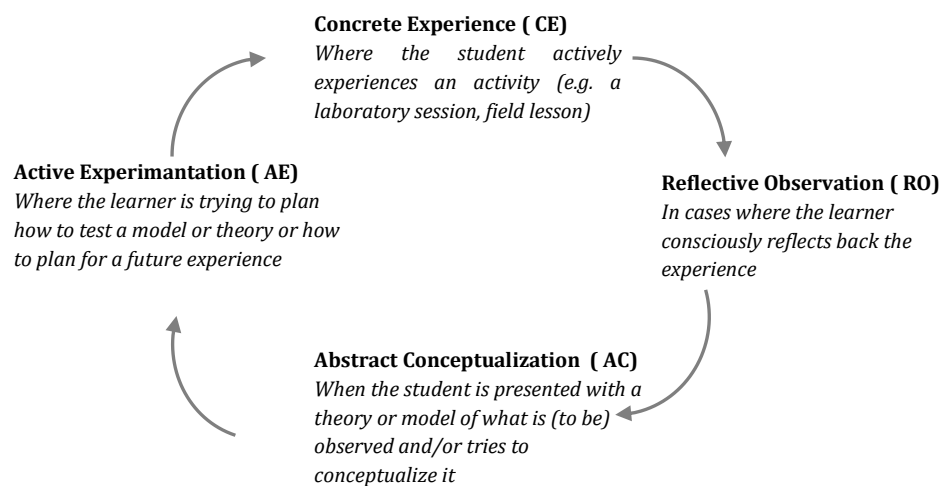 Concrete Experience ( CE)
Where the student actively
experiences an activity (e.g. a
laboratory session, field lesson)
Active Experimantation ( AE)
Where the learner is trying to plan
how to test a model or theory or how
to plan for a future experience
Reflective Observation ( RO)
In cases where the learner
consciously reflects back the
experience
Abstract Conceptualization ( AC)
When the student is presented with a
theory or model of what is (to be)
observed and/or tries to
conceptualize it